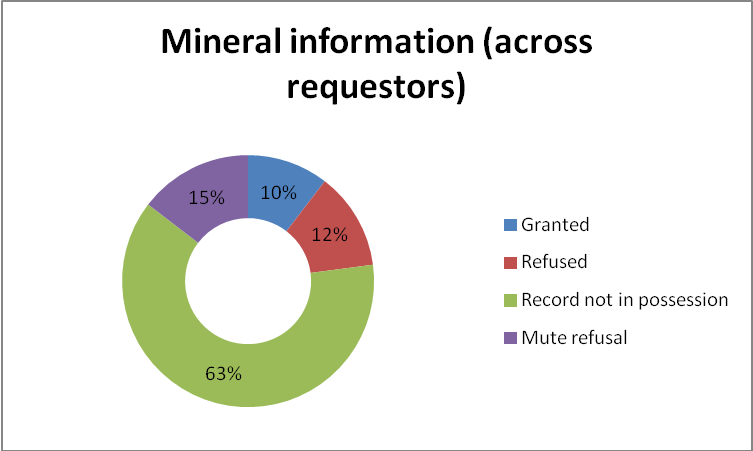 Mineral information (across
requestors)
10%
12%
63%
15%
Granted
Refused
Record not in possession
Mute refusal